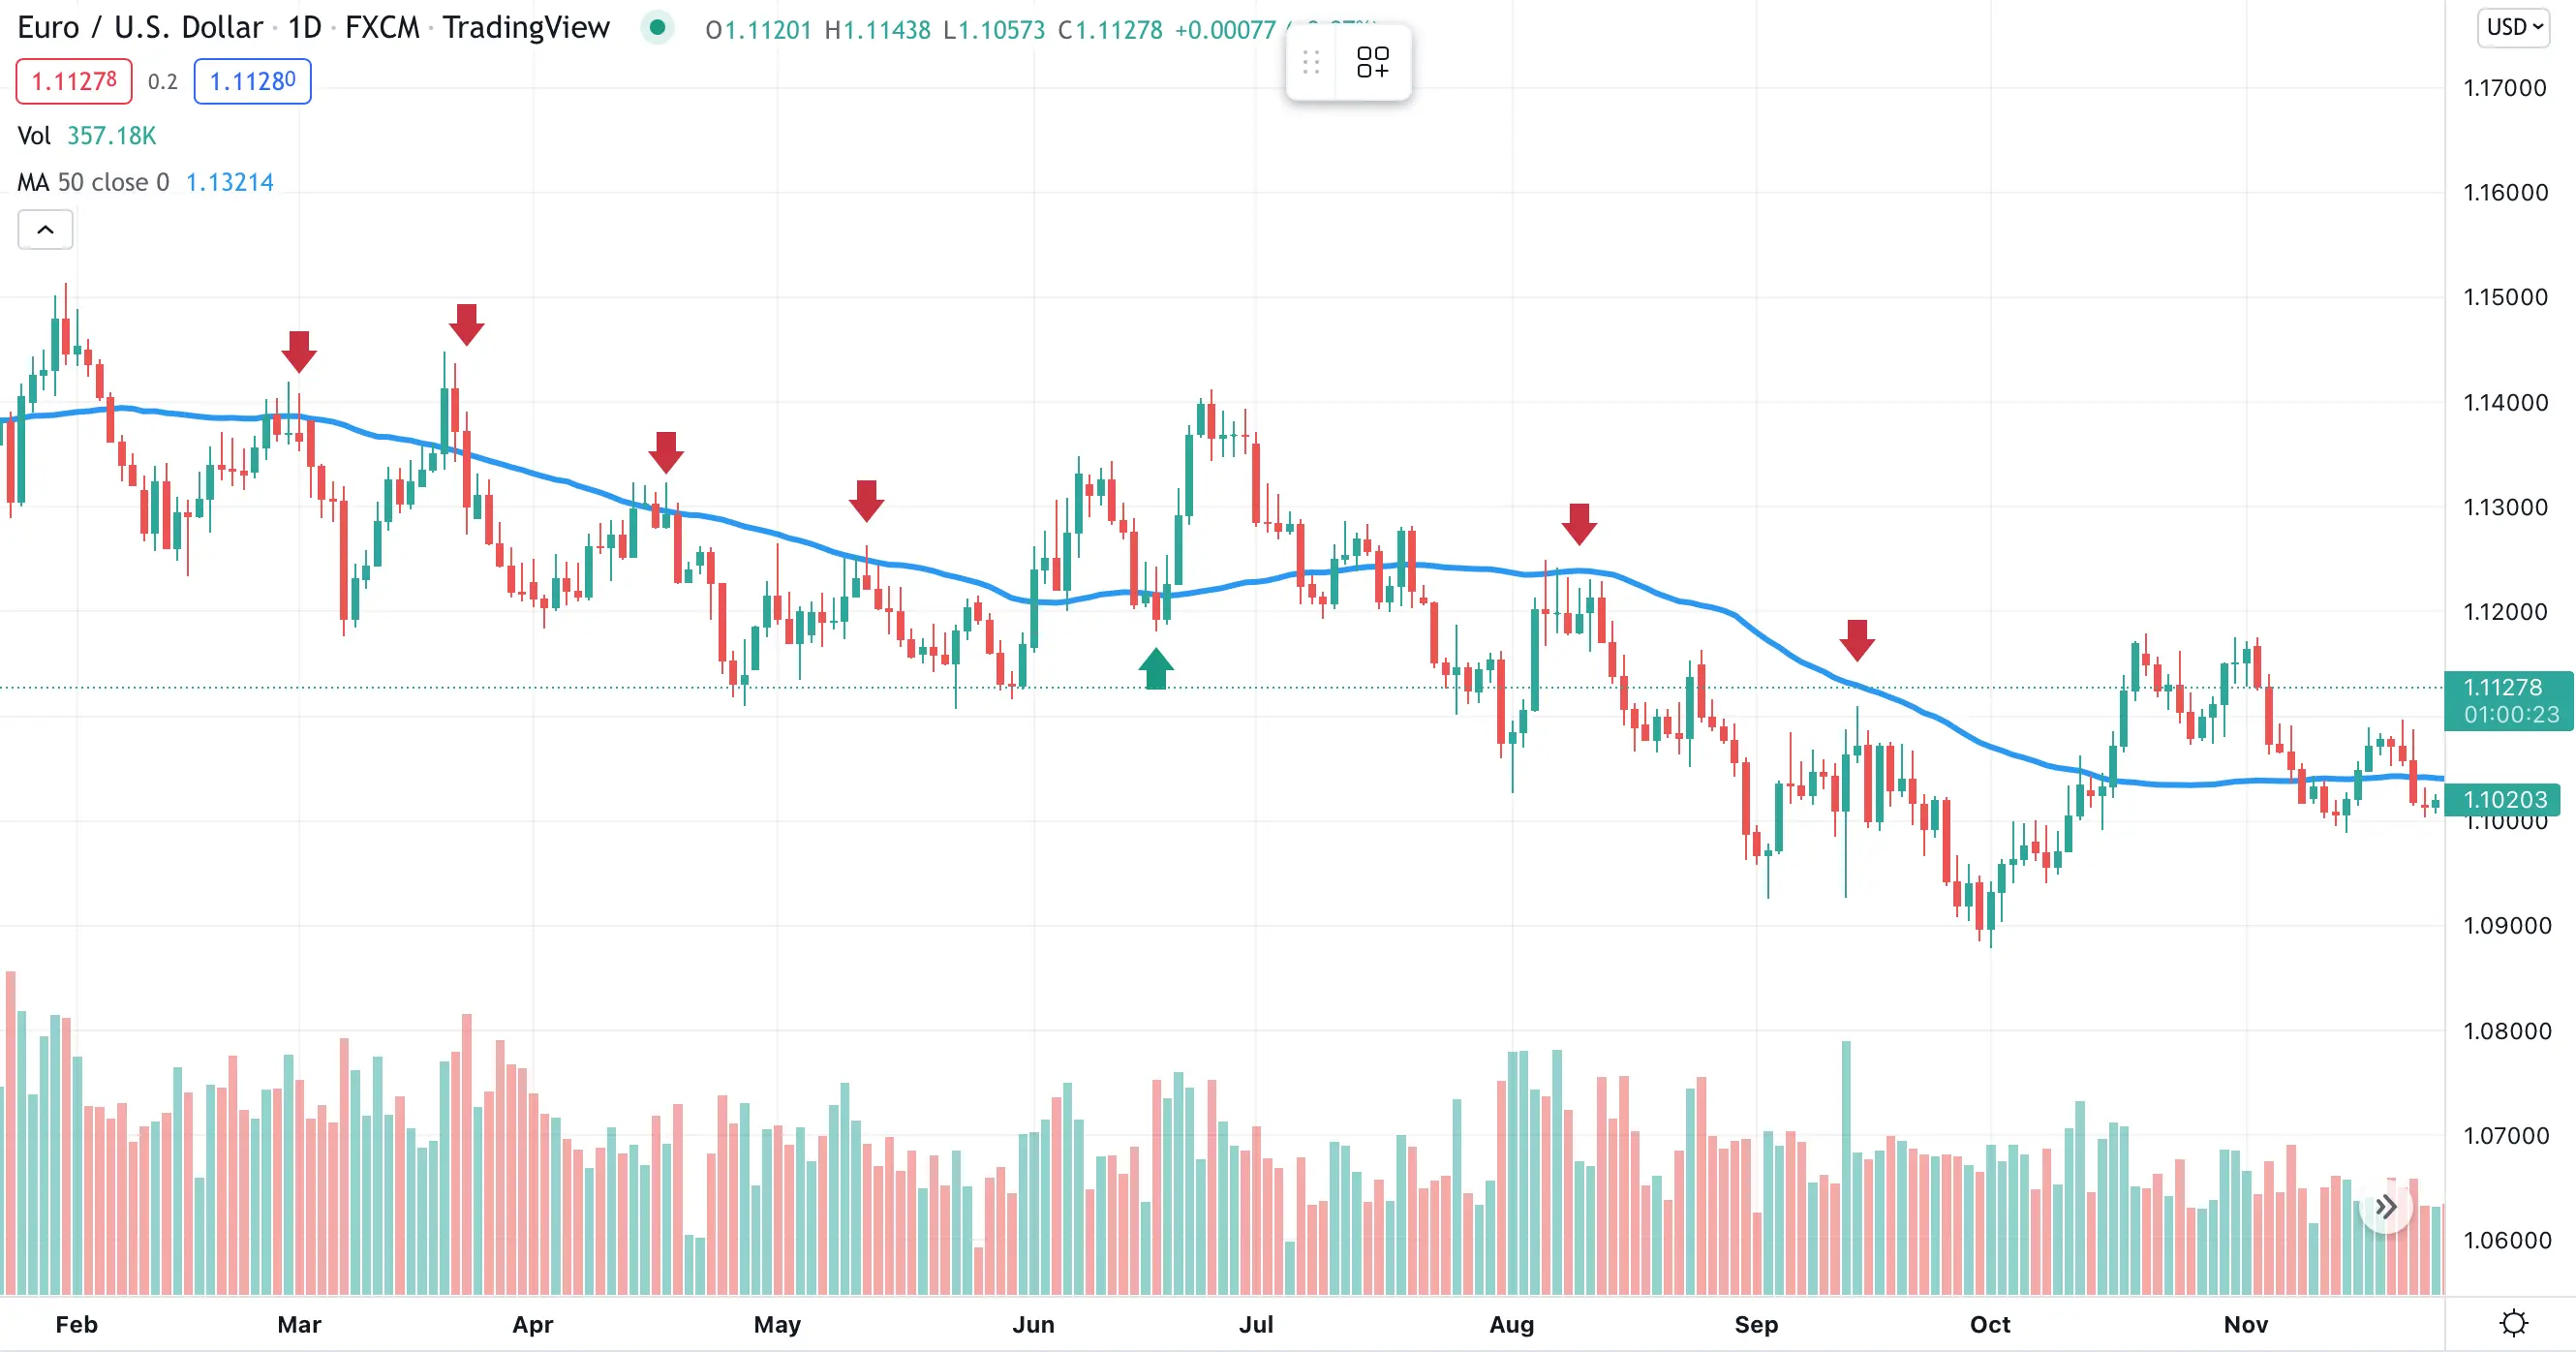 Euro / U.S. Dollar · 1D · FXCM · TradingView O1.11201 H1.11438 L1.10573 C1.11278 +0.00077
USD
1.11278 0.2 1.11280
Vol 357.18K
MA 50 close 0 1.13214
1.17000
1.16000
1.15000
1.14000
1.13000
1.12000
1.11278
01:00:23
1.10203
1.10000
1.09000
1.08000
1.07000
1.06000
Feb Mar Apr May Jun Jul Aug Sep Oct Nov